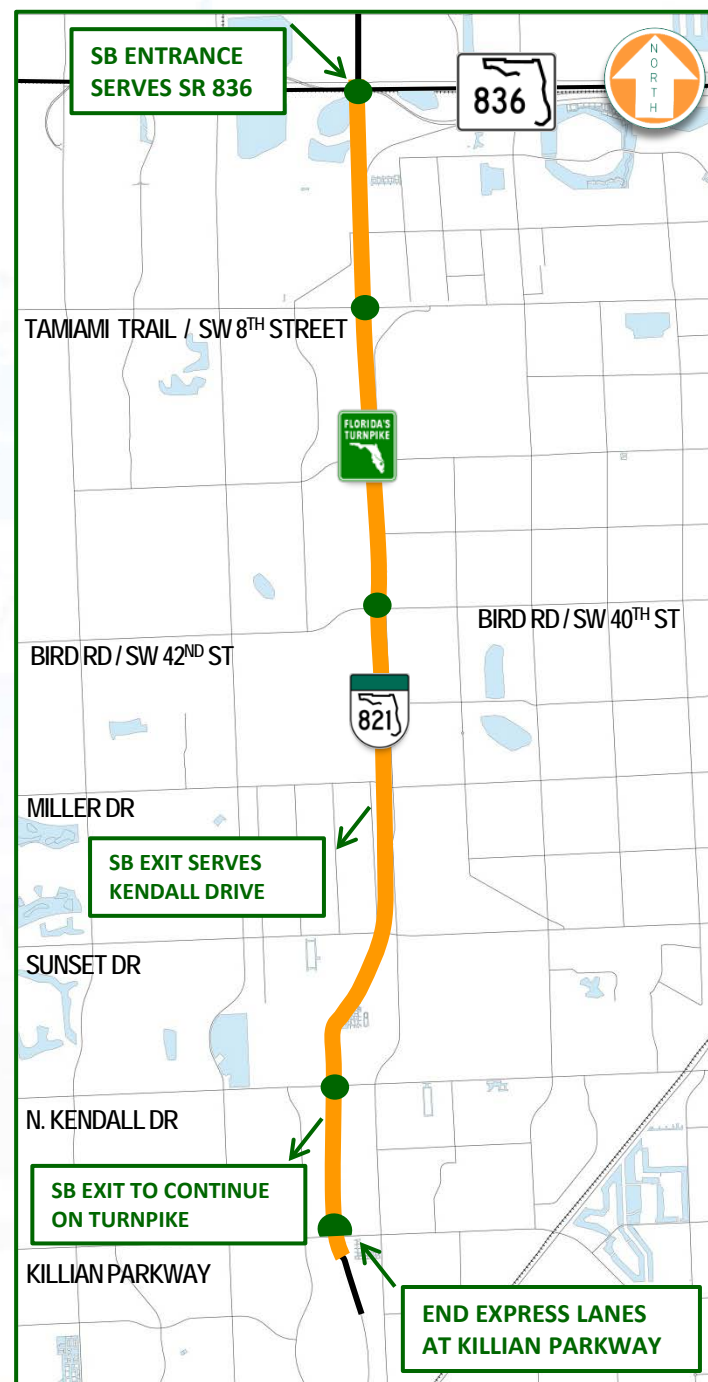 SB ENTRANCE
SERVES SR 836
836
NORTH
TAMIAMI TRAIL / SW 8TH STREET
FLORIDA'S
TURNPIKE
BIRD RD / SW 40TH ST
BIRD RD / SW 42ND ST
821
MILLER DR
SB EXIT SERVES
KENDALL DRIVE
SUNSET DR
N. KENDALL DR
SB EXIT TO CONTINUE
ON TURNPIKE
KILLIAN PARKWAY
END EXPRESS LANES
AT KILLIAN PARKWAY